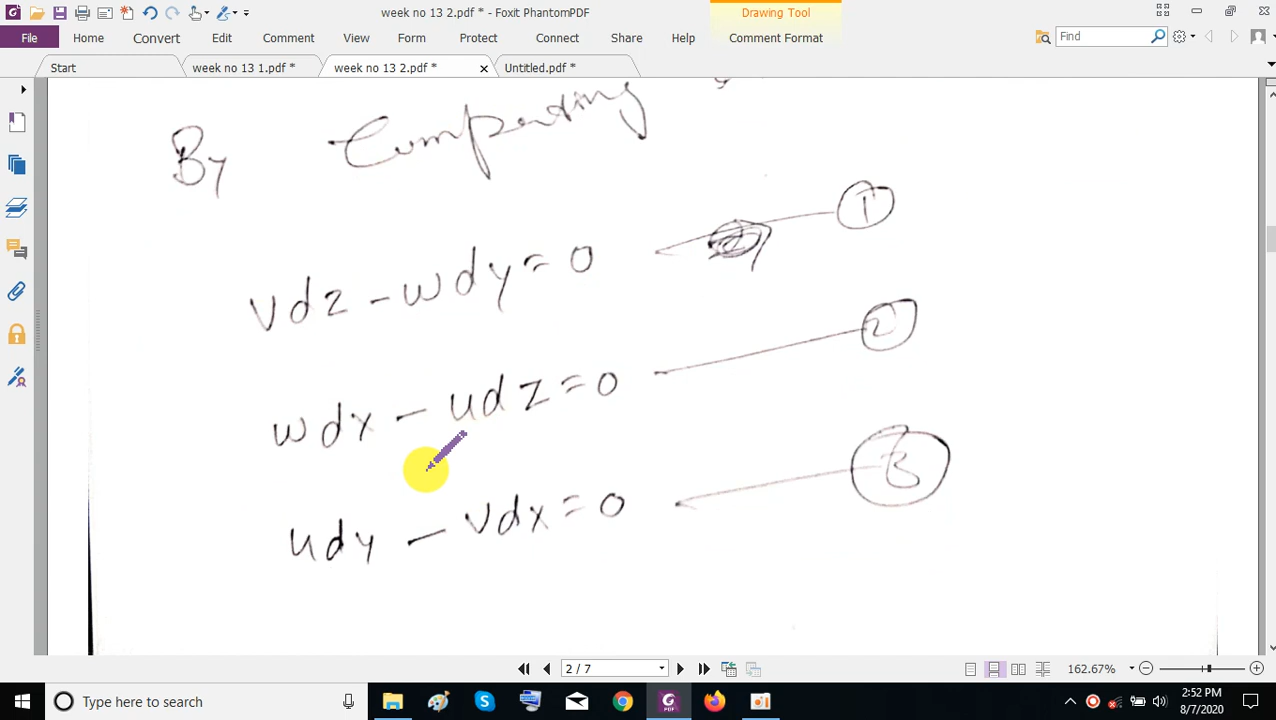 week no 13 2.pdf * - Foxit PhantomPDF
Drawing Tool
File Home Convert Edit Comment View Form Protect Connect Share Help Comment Format
Find
Start week no 13 1.pdf * week no 13 2.pdf * Untitled.pdf *
By Comparing
vdz - wdy = 0 1
wdx - udz = 0 2
udy - vdx = 0 3
2 / 7
162.67%
Type here to search
2:52 PM
8/7/2020